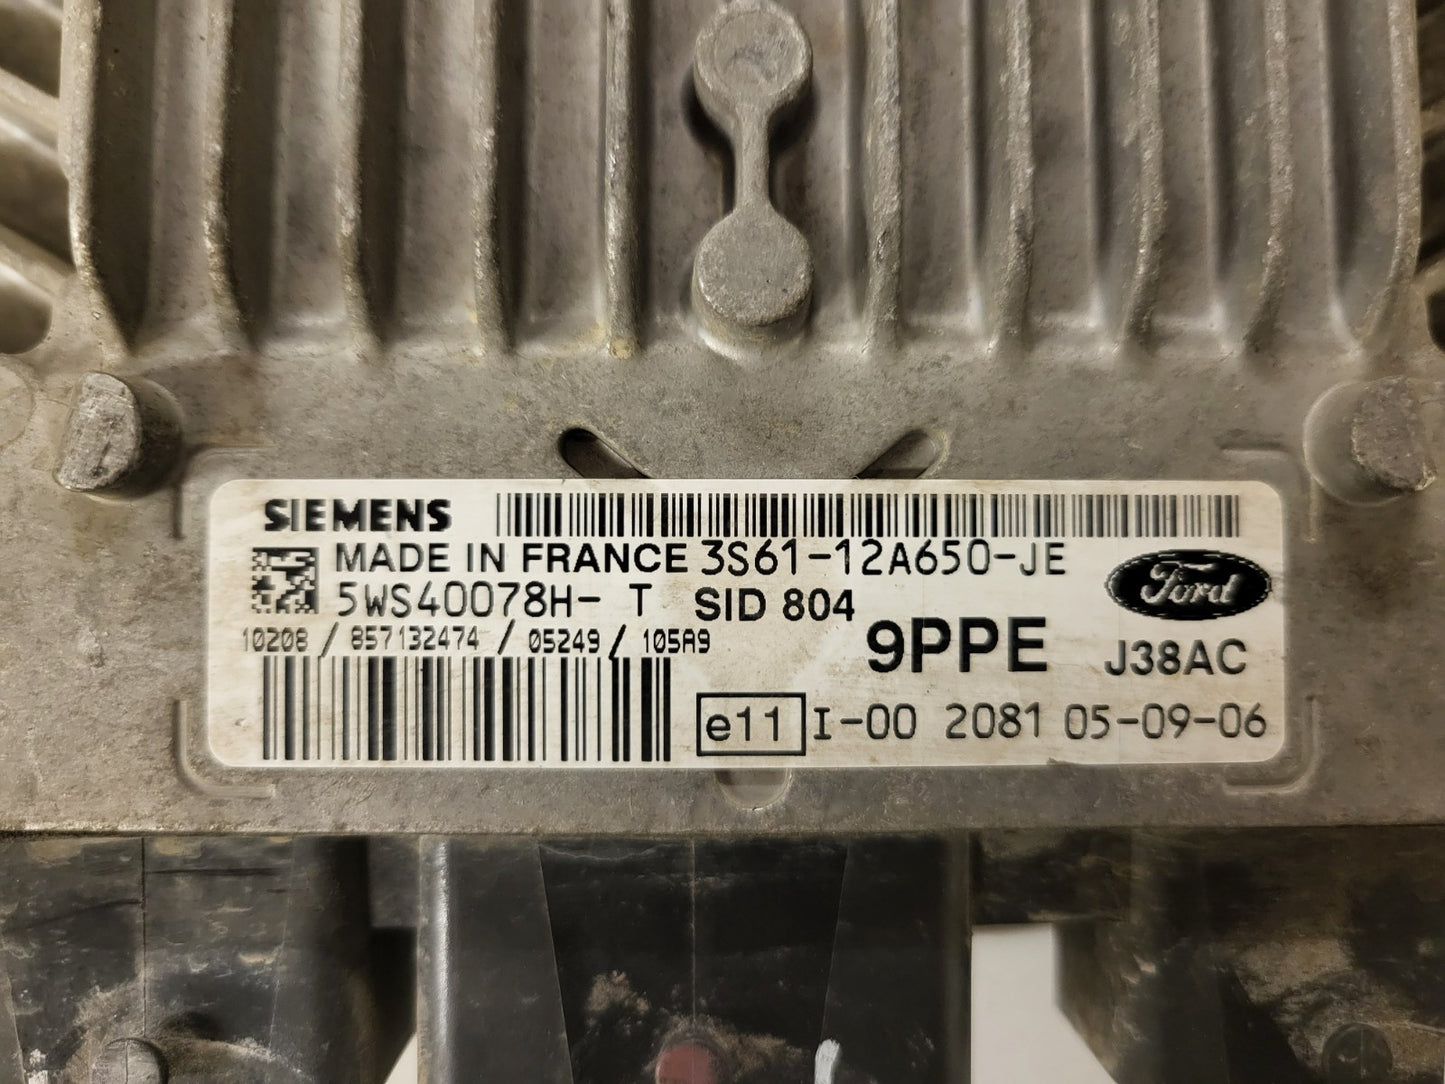 SIEMENS
MADE IN FRANCE 3S61-12A650-JE
Ford
5WS40078H- T SID 804
10208 / 857132474 / 05249 / 105A9
9PPE J38AC
e11 I-00 2081 05-09-06